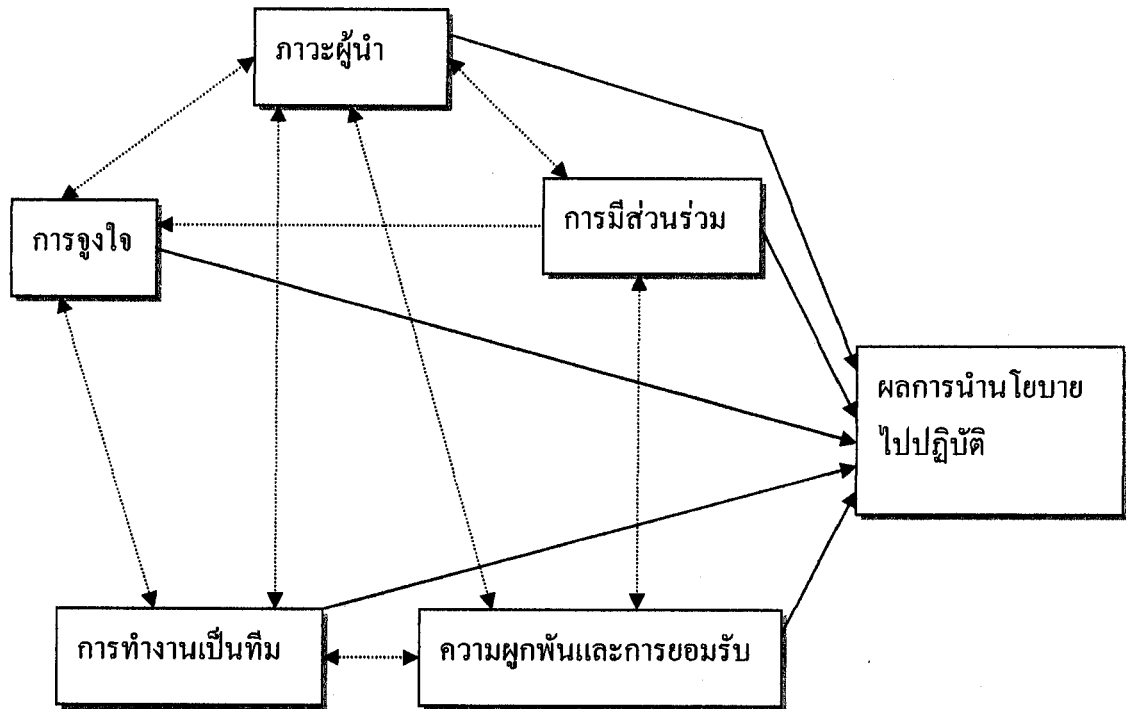 ภาวะผู้นำ
การมีส่วนร่วม
การจูงใจ
ผลการนำนโยบาย
ไปปฏิบัติ
การทำงานเป็นทีม
ความผูกพันและการยอมรับ